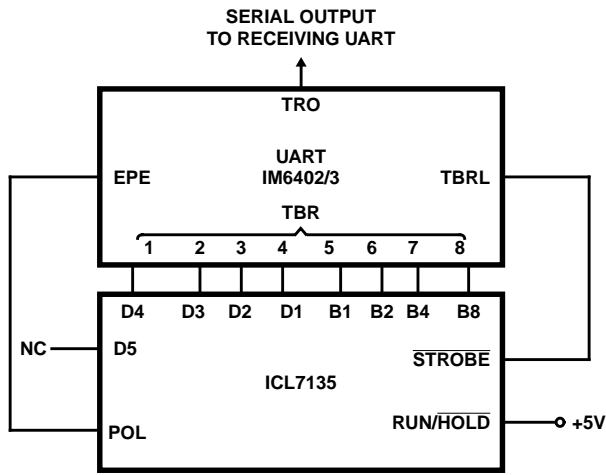 SERIAL OUTPUT
TO RECEIVING UART
TRO
UART
IM6402/3
EPE
TBRL
TBR
1 2 3 4 5 6 7 8
D4 D3 D2 D1 B1 B2 B4 B8
NC
D5
STROBE
ICL7135
RUN/HOLD
+5V
POL